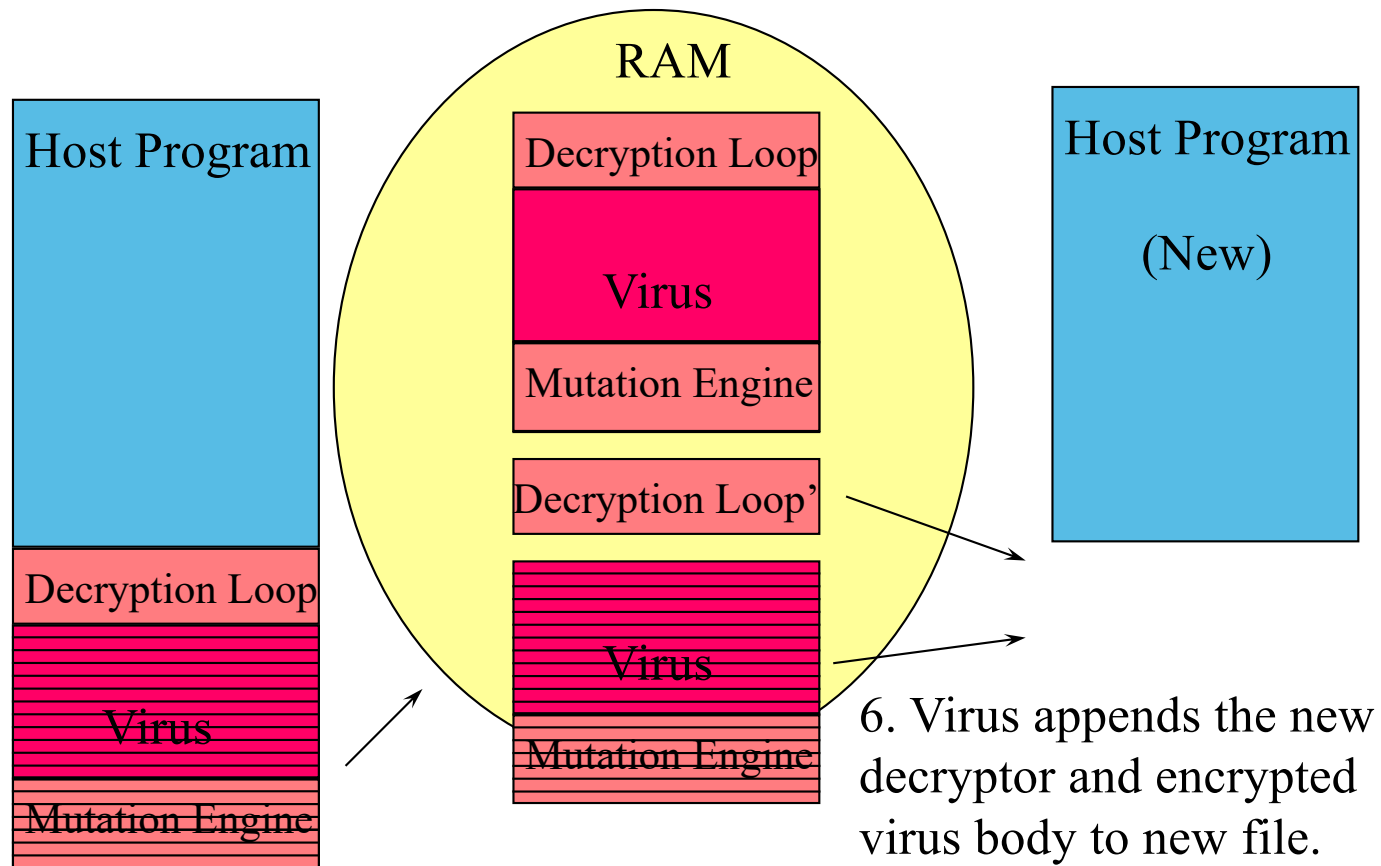 Host Program
Decryption Loop
Virus
Mutation Engine
RAM
Decryption Loop
Virus
Mutation Engine
Decryption Loop’
Virus
Mutation Engine
Host Program
(New)
6. Virus appends the new
decryptor and encrypted
virus body to new file.